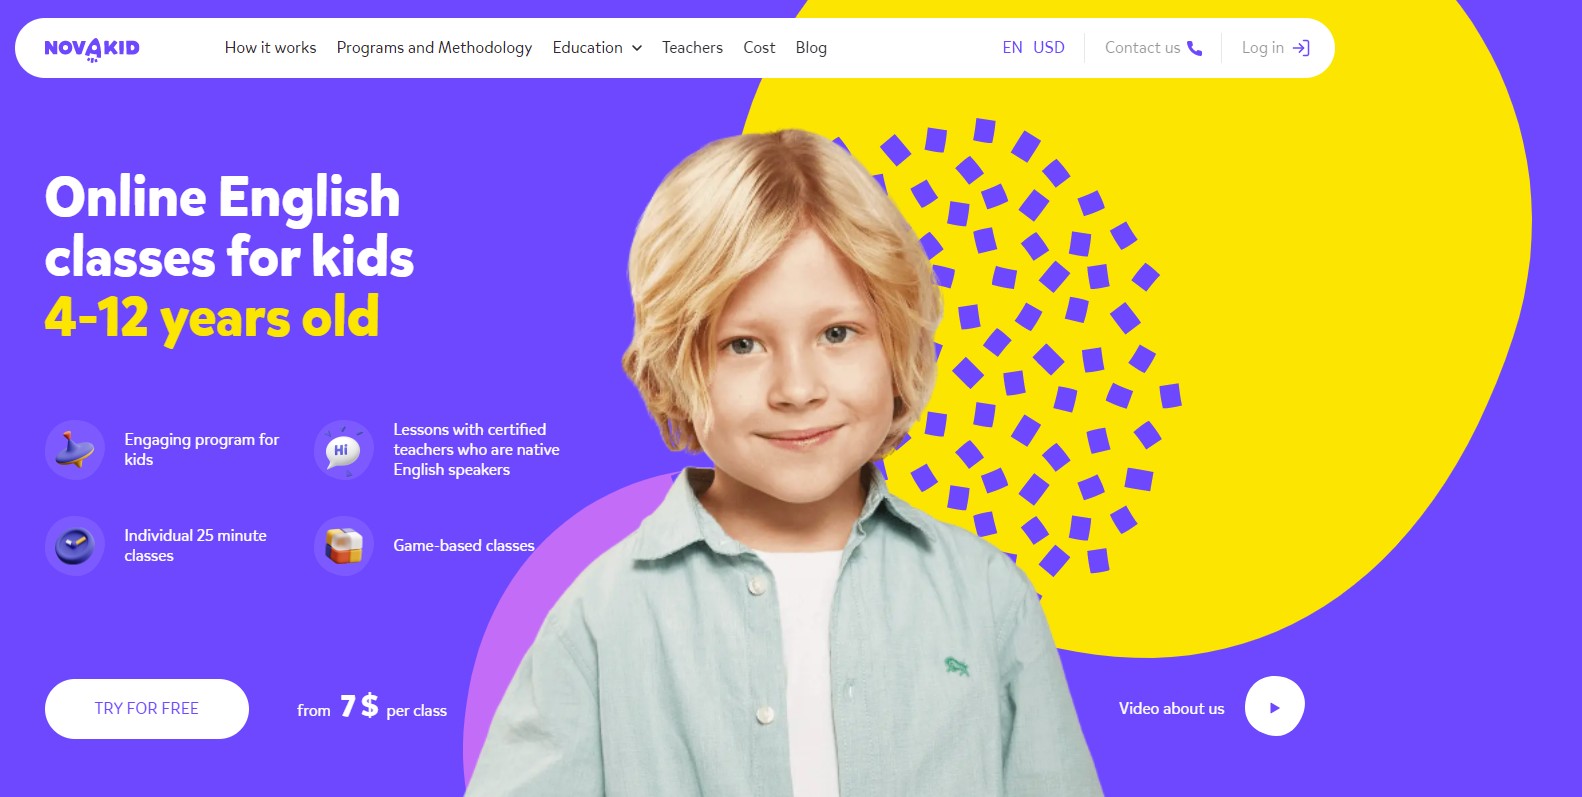 NOVAKID
How it works
Programs and Methodology
Education
Teachers
Cost
Blog
EN USD
Contact us
Log in
Online English
classes for kids
4-12 years old
Engaging program for
kids
Lessons with certified
teachers who are native
English speakers
Hi
Individual 25 minute
classes
Game-based classes
TRY FOR FREE
from 7 $ per class
Video about us